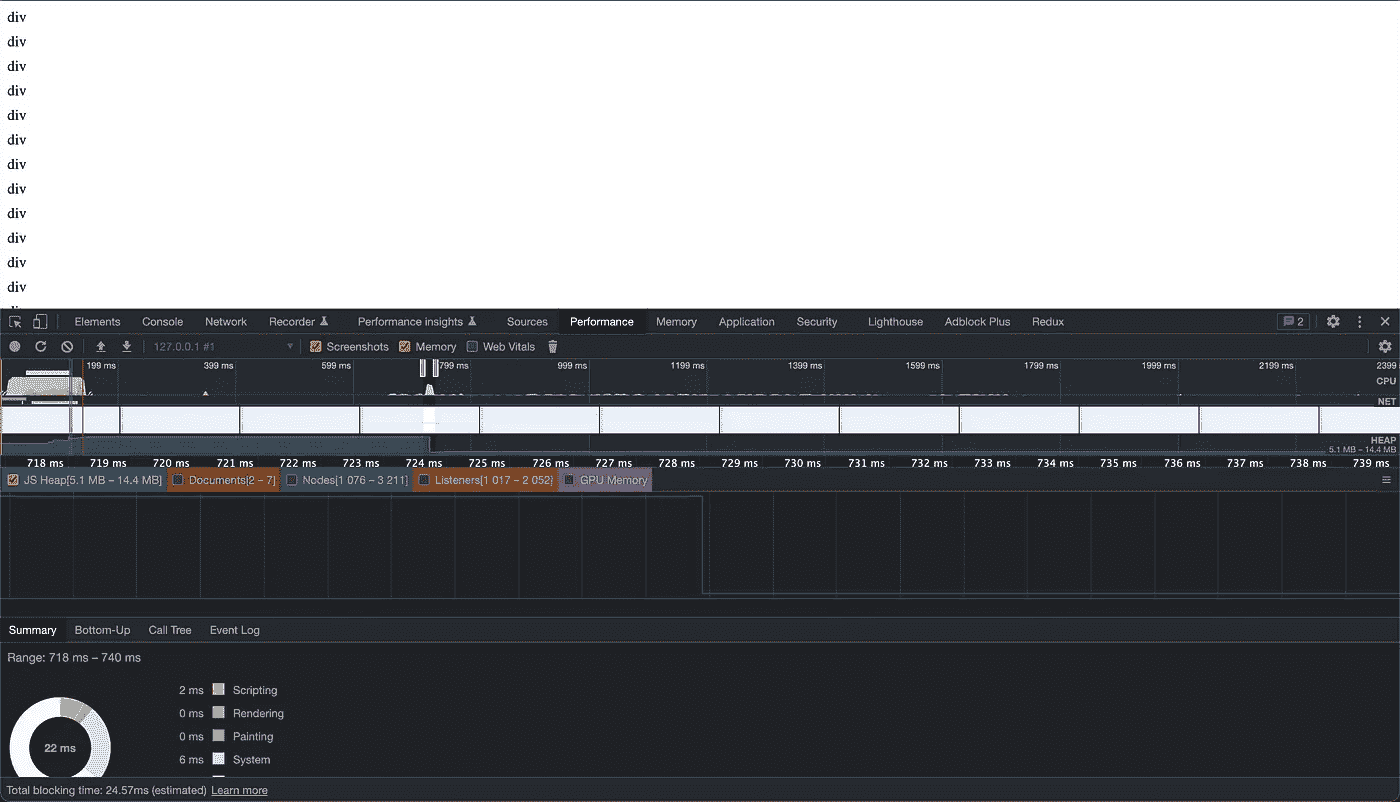 div
div
div
div
div
div
div
div
div
div
div
div
Elements Console Network Recorder Performance insights Sources Performance Memory Application Security Lighthouse Adblock Plus Redux 2
127.0.0.1 #1 Screenshots Memory Web Vitals
199 ms 399 ms 599 ms 799 ms 999 ms 1199 ms 1399 ms 1599 ms 1799 ms 1999 ms 2199 ms 2399
CPU
NET
HEAP
5.1 MB – 14.4 MB
718 ms 719 ms 720 ms 721 ms 722 ms 723 ms 724 ms 725 ms 726 ms 727 ms 728 ms 729 ms 730 ms 731 ms 732 ms 733 ms 734 ms 735 ms 736 ms 737 ms 738 ms 739 ms
JS Heap[5.1 MB – 14.4 MB] Documents[2 – 7] Nodes[1 076 – 3 211] Listeners[1 017 – 2 052] GPU Memory
Summary Bottom-Up Call Tree Event Log
Range: 718 ms – 740 ms
2 ms Scripting
0 ms Rendering
0 ms Painting
22 ms
6 ms System
Total blocking time: 24.57ms (estimated) Learn more